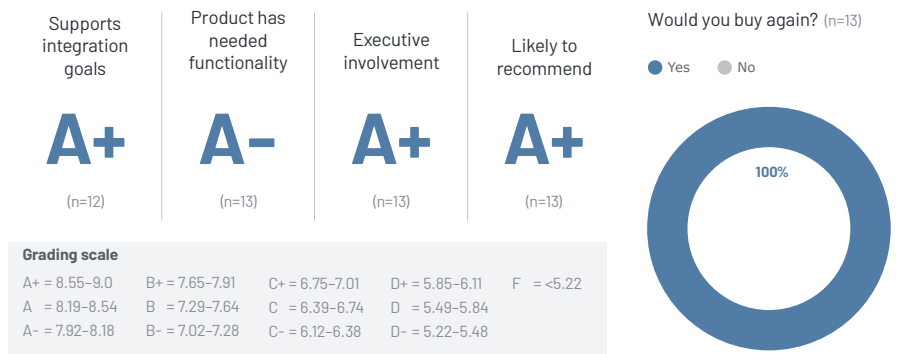 Supports
integration
goals
A+
(n=12)
Product has
needed
functionality
A-
(n=13)
Executive
involvement
A+
(n=13)
Likely to
recommend
A+
(n=13)
Would you buy again? (n=13)
Yes No
100%
Grading scale
A+ = 8.55–9.0 B+ = 7.65–7.91 C+ = 6.75–7.01 D+ = 5.85–6.11 F = <5.22
A = 8.19–8.54 B = 7.29–7.64 C = 6.39–6.74 D = 5.49–5.84
A- = 7.92–8.18 B- = 7.02–7.28 C- = 6.12–6.38 D- = 5.22–5.48